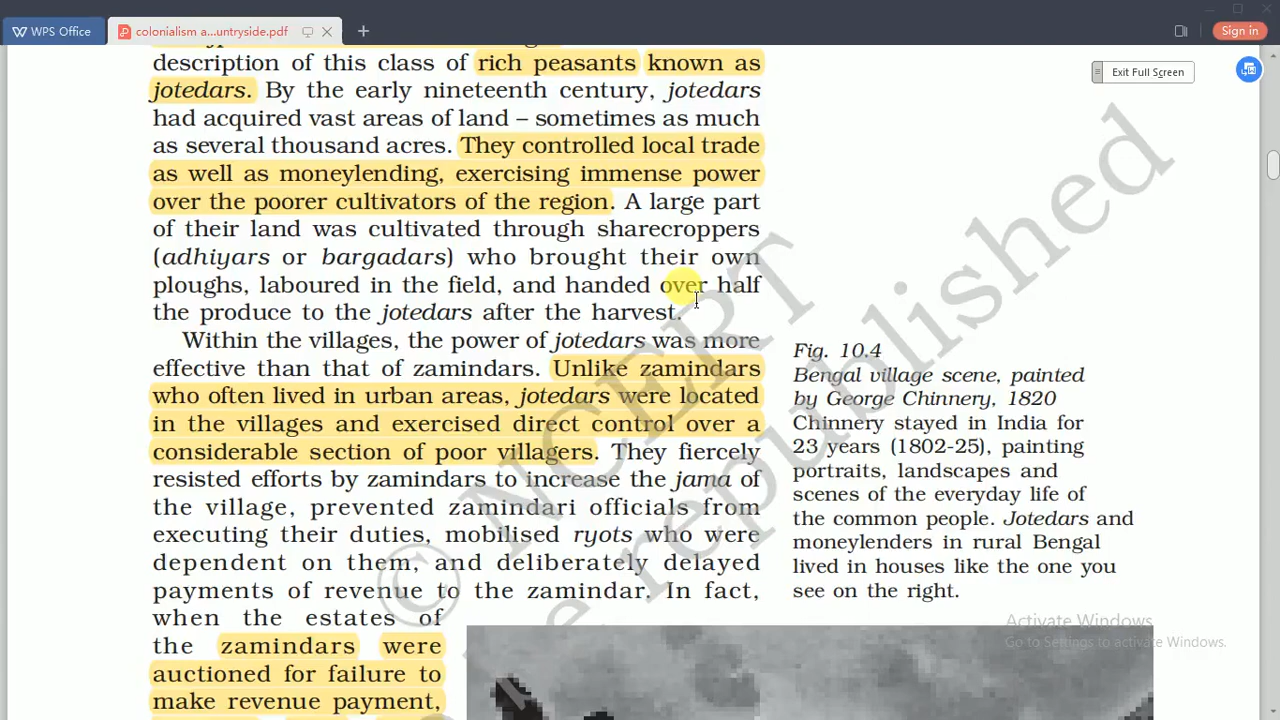 WPS Office
colonialism a...untryside.pdf
Sign in
Exit Full Screen
description of this class of rich peasants known as
jotedars. By the early nineteenth century, jotedars
had acquired vast areas of land – sometimes as much
as several thousand acres. They controlled local trade
as well as moneylending, exercising immense power
over the poorer cultivators of the region. A large part
of their land was cultivated through sharecroppers
(adhiyars or bargadars) who brought their own
ploughs, laboured in the field, and handed over half
the produce to the jotedars after the harvest.
Within the villages, the power of jotedars was more
effective than that of zamindars. Unlike zamindars
who often lived in urban areas, jotedars were located
in the villages and exercised direct control over a
considerable section of poor villagers. They fiercely
resisted efforts by zamindars to increase the jama of
the village, prevented zamindari officials from
executing their duties, mobilised ryots who were
dependent on them, and deliberately delayed
payments of revenue to the zamindar. In fact,
when the estates of
the zamindars were
auctioned for failure to
make revenue payment,
Fig. 10.4
Bengal village scene, painted
by George Chinnery, 1820
Chinnery stayed in India for
23 years (1802-25), painting
portraits, landscapes and
scenes of the everyday life of
the common people. Jotedars and
moneylenders in rural Bengal
lived in houses like the one you
see on the right.
© NCERT
be republished
Activate Windows
Go to Settings to activate Windows.